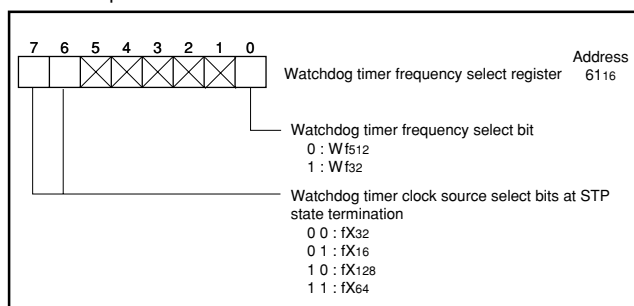 7 6 5 4 3 2 1 0
Address
Watchdog timer frequency select register 6116
Watchdog timer frequency select bit
0 : Wf512
1 : Wf32
Watchdog timer clock source select bits at STP
state termination
0 0 : fX32
0 1 : fX16
1 0 : fX128
1 1 : fX64